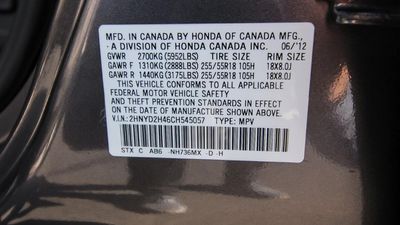 MFD. IN CANADA BY HONDA OF CANADA MFG.,
A DIVISION OF HONDA CANADA INC. 06/'12
GVWR 2700KG(5952LBS) TIRE SIZE RIM SIZE
GAWR F 1310KG(2888LBS) 255/55R18 105H 18X8.0J
GAWR R 1440KG(3175LBS) 255/55R18 105H 18X8.0J
THIS VEHICLE CONFORMS TO ALL APPLICABLE
FEDERAL MOTOR VEHICLE SAFETY
AND THEFT PREVENTION STANDARDS IN EFFECT
ON THE DATE OF MANUFACTURE SHOWN ABOVE.
V.I.N.: 2HNYD2H46CH545057 TYPE: MPV
STX C AB6 -NH736MX -D -H